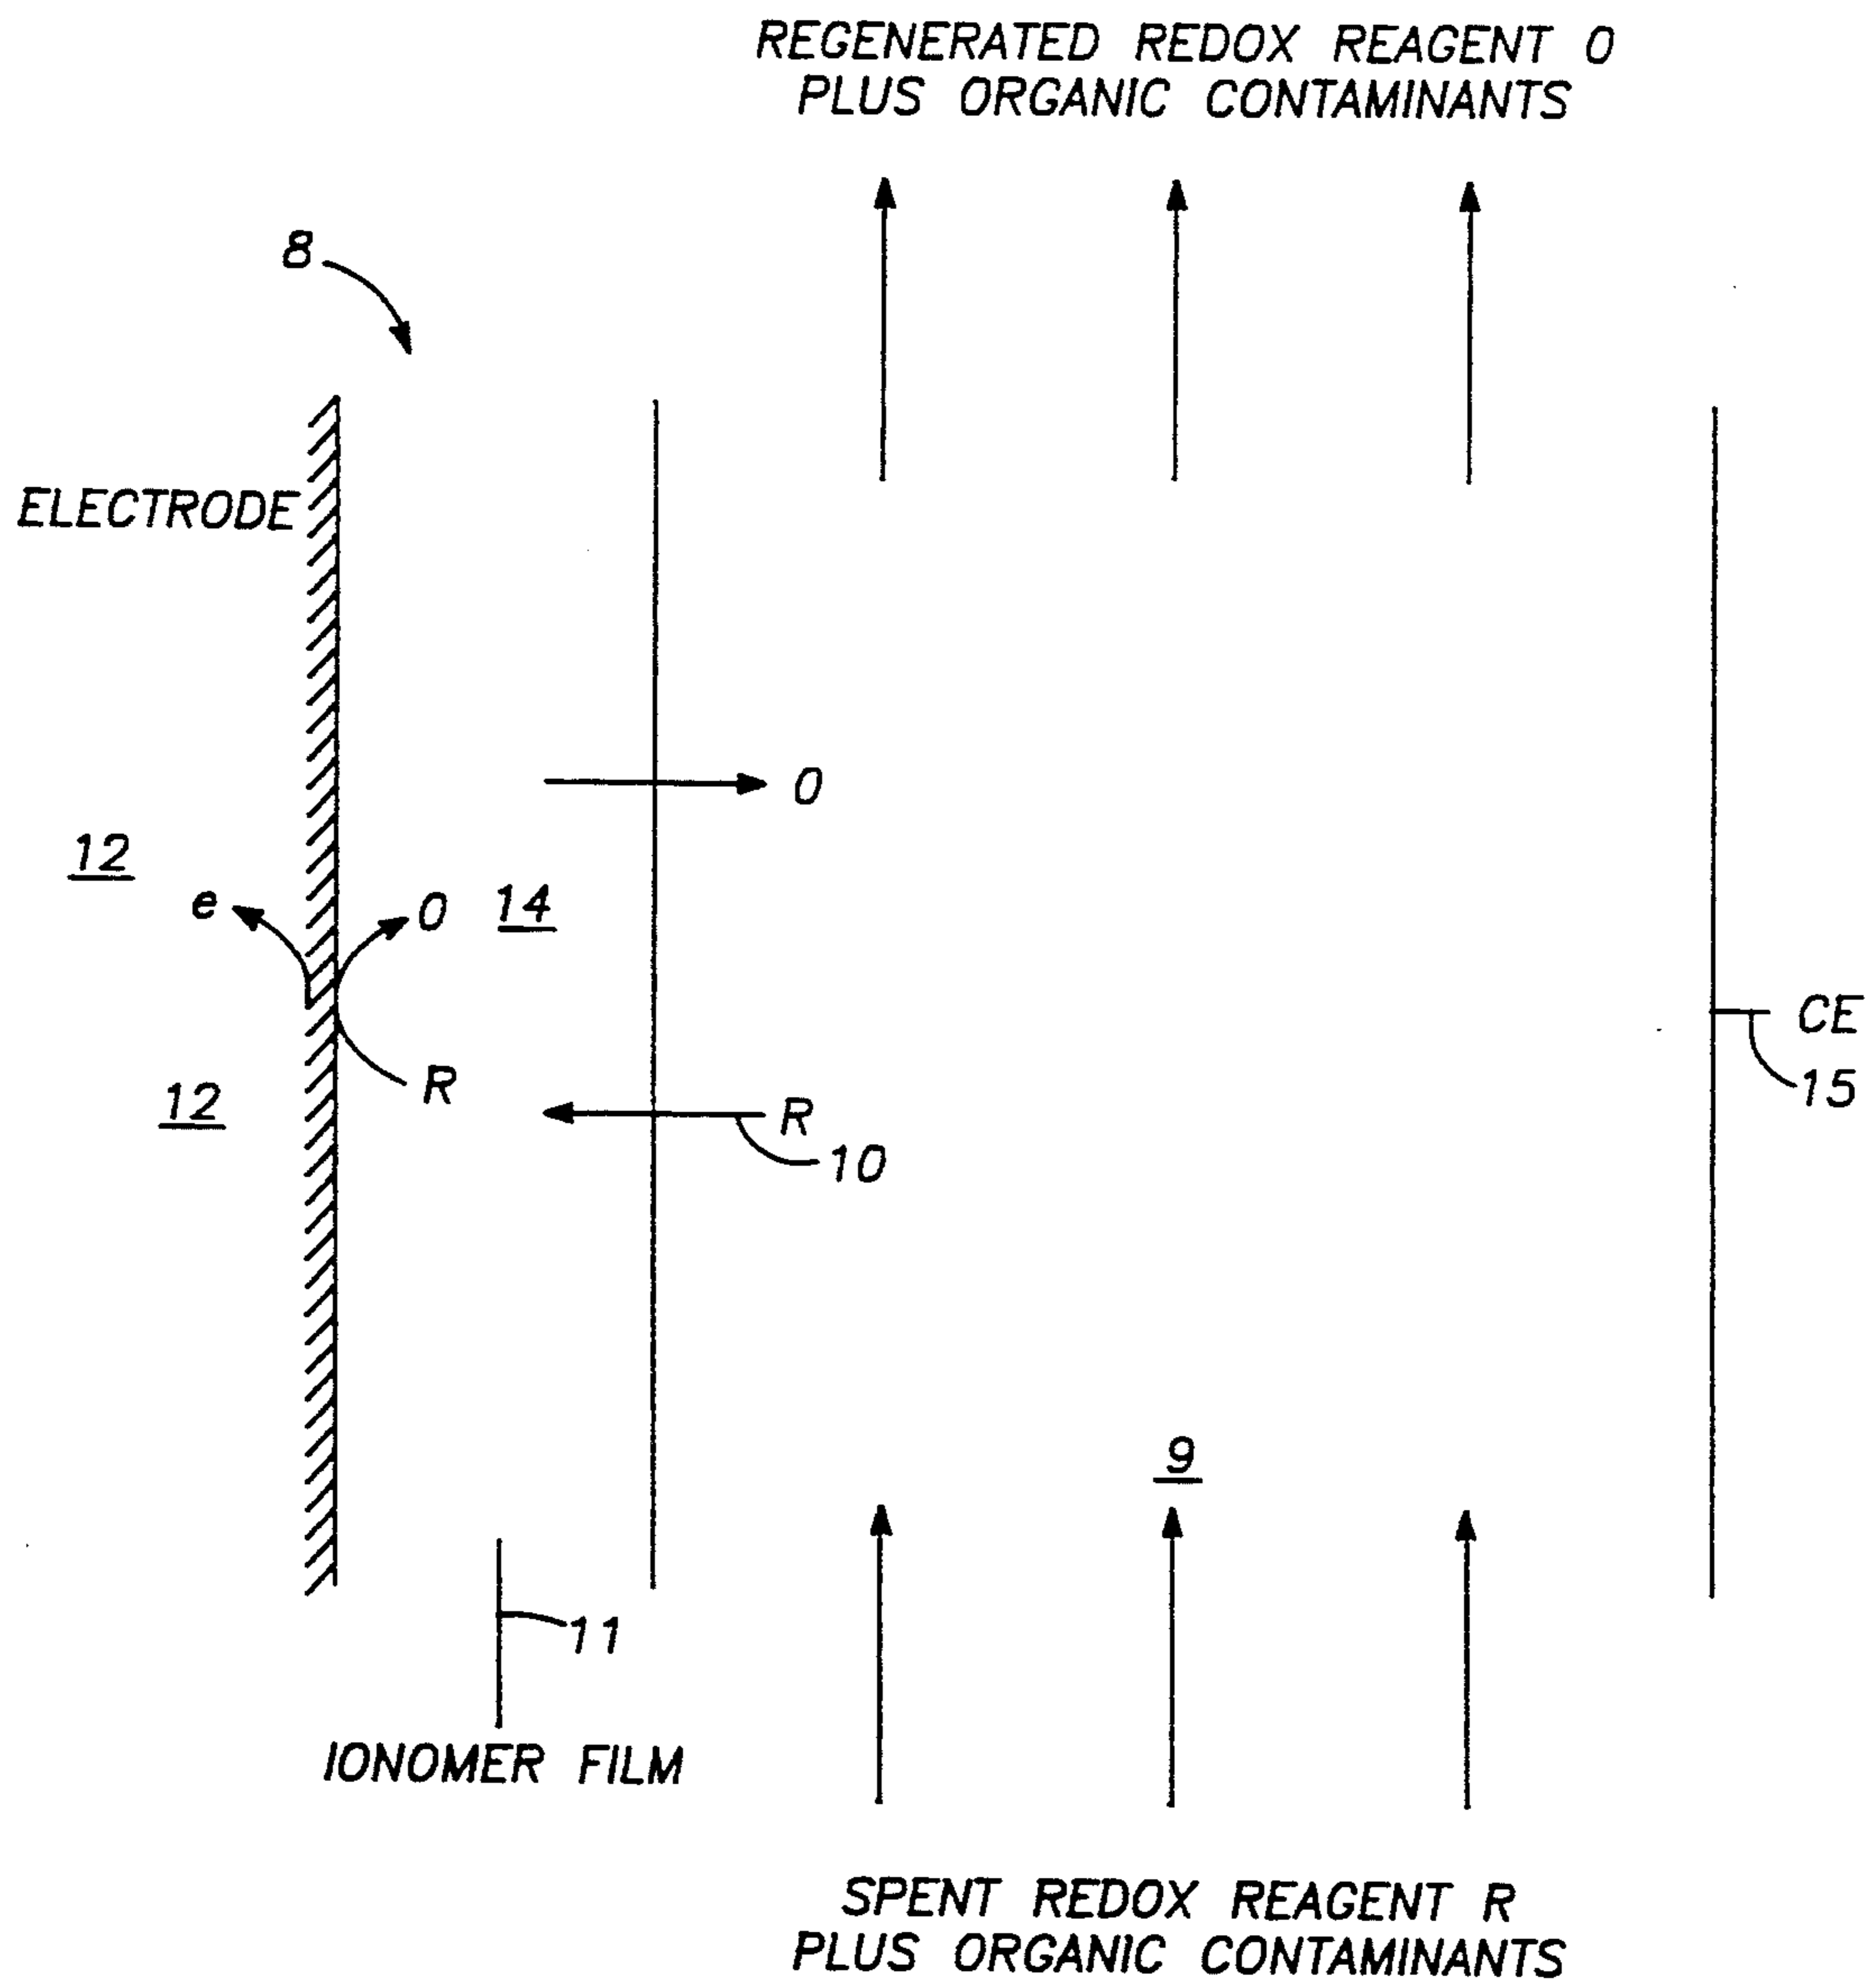 REGENERATED REDOX REAGENT O
PLUS ORGANIC CONTAMINANTS
8
ELECTRODE
O
12
e
O
14
R
12
R
10
CE
15
9
11
IONOMER FILM
SPENT REDOX REAGENT R
PLUS ORGANIC CONTAMINANTS